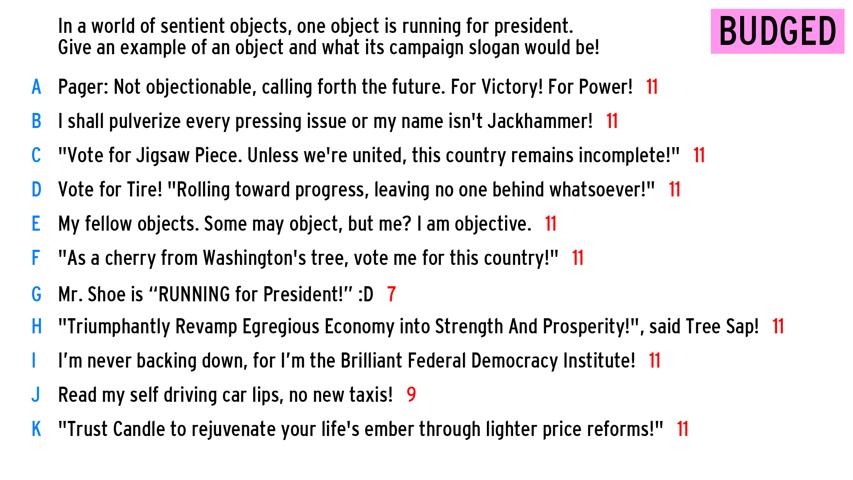 In a world of sentient objects, one object is running for president.
Give an example of an object and what its campaign slogan would be!
BUDGED
A Pager: Not objectionable, calling forth the future. For Victory! For Power! 11
B I shall pulverize every pressing issue or my name isn't Jackhammer! 11
C "Vote for Jigsaw Piece. Unless we're united, this country remains incomplete!" 11
D Vote for Tire! "Rolling toward progress, leaving no one behind whatsoever!" 11
E My fellow objects. Some may object, but me? I am objective. 11
F "As a cherry from Washington's tree, vote me for this country!" 11
G Mr. Shoe is “RUNNING for President!” :D 7
H "Triumphantly Revamp Egregious Economy into Strength And Prosperity!", said Tree Sap! 11
I I’m never backing down, for I’m the Brilliant Federal Democracy Institute! 11
J Read my self driving car lips, no new taxis! 9
K "Trust Candle to rejuvenate your life's ember through lighter price reforms!" 11